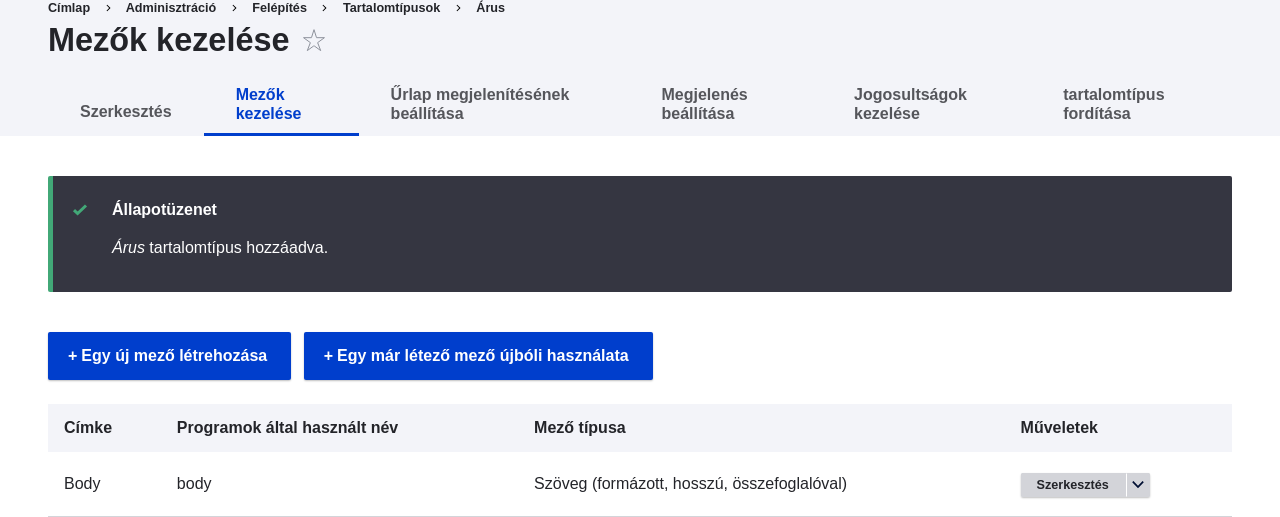 Címlap > Adminisztráció > Felépítés > Tartalomtípusok > Árus
Mezők kezelése ☆
Szerkesztés
Mezők
kezelése
Űrlap megjelenítésének
beállítása
Megjelenés
beállítása
Jogosultságok
kezelése
tartalomtípus
fordítása
Állapotüzenet
Árus tartalomtípus hozzáadva.
+ Egy új mező létrehozása
+ Egy már létező mező újbóli használata
Címke Programok által használt név Mező típusa Műveletek
Body body Szöveg (formázott, hosszú, összefoglalóval) Szerkesztés